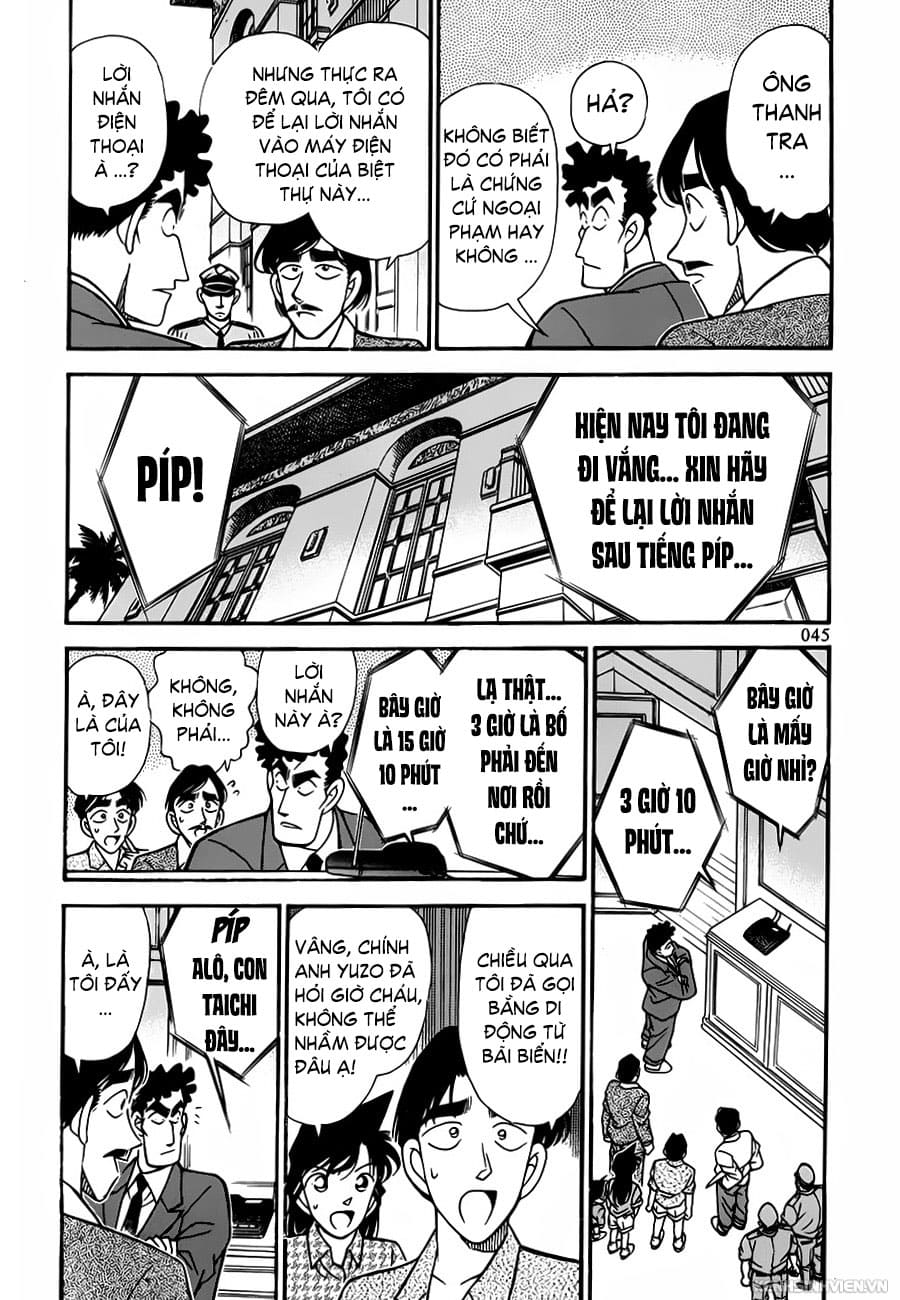 ÔNG
THANH
TRA
...
HẢ?
KHÔNG BIẾT
ĐÓ CÓ PHẢI
LÀ CHỨNG
CỨ NGOẠI
PHẠM HAY
KHÔNG ...
NHƯNG THỰC RA
ĐÊM QUA, TÔI CÓ
ĐỂ LẠI LỜI NHẮN
VÀO MÁY ĐIỆN
THOẠI CỦA BIỆT
THỰ NÀY...
LỜI
NHẮN
ĐIỆN
THOẠI
À ...?
HIỆN NAY TÔI ĐANG
ĐI VẮNG... XIN HÃY
ĐỂ LẠI LỜI NHẮN
SAU TIẾNG PÍP...
PÍP!
045
BÂY GIỜ
LÀ MẤY
GIỜ NHỈ?
3 GIỜ 10
PHÚT...
LẠ THẬT...
3 GIỜ LÀ BỐ
PHẢI ĐẾN
NƠI RỒI
CHỨ...
BÂY GIỜ
LÀ 15 GIỜ
10 PHÚT
...
LỜI
NHẮN
NÀY À?
KHÔNG,
KHÔNG
PHẢI...
À, ĐÂY
LÀ CỦA
TÔI!
CHIỀU QUA
TÔI ĐÃ GỌI
BẰNG DI
ĐỘNG TỪ
BÃI BIỂN!!
VÂNG, CHÍNH
ANH YUZO ĐÃ
HỎI GIỜ CHÁU,
KHÔNG THỂ
NHẦM ĐƯỢC
ĐÂU Ạ!
PÍP
ALÔ, CON
TAICHI
ĐÂY...
À, LÀ
TÔI ĐẤY
...